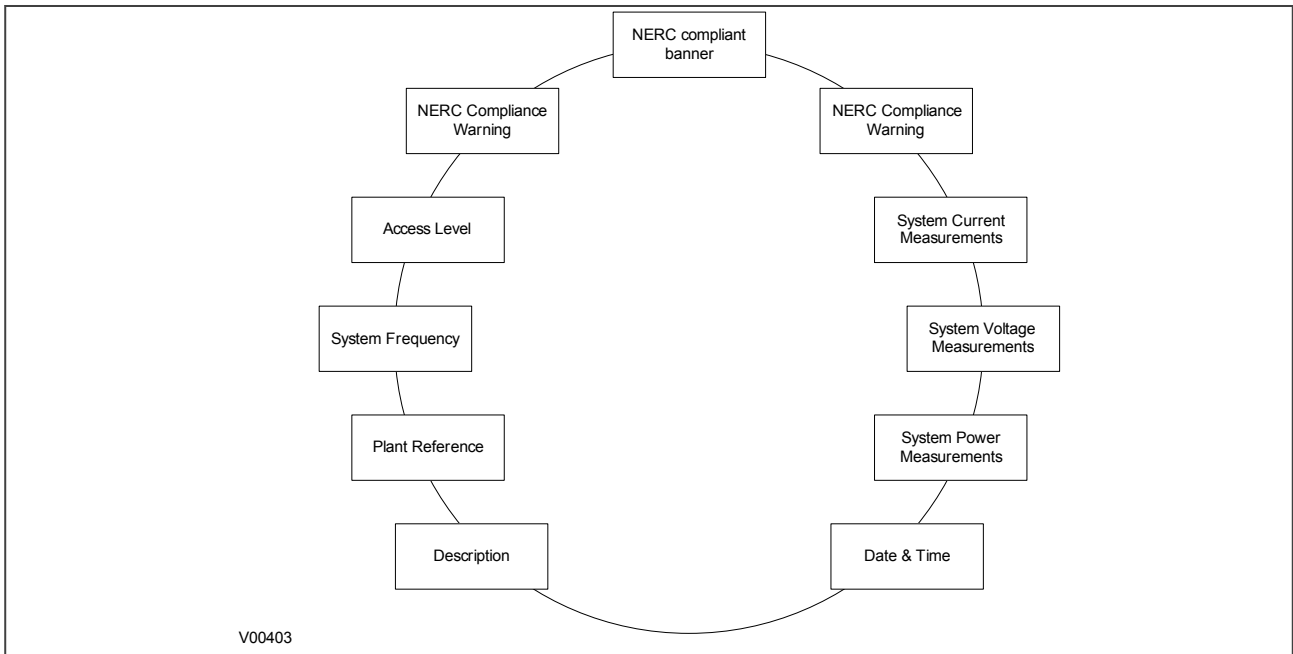 NERC compliant
banner
NERC Compliance
Warning
NERC Compliance
Warning
Access Level
System Current
Measurements
System Frequency
System Voltage
Measurements
Plant Reference
System Power
Measurements
Description
Date & Time
V00403